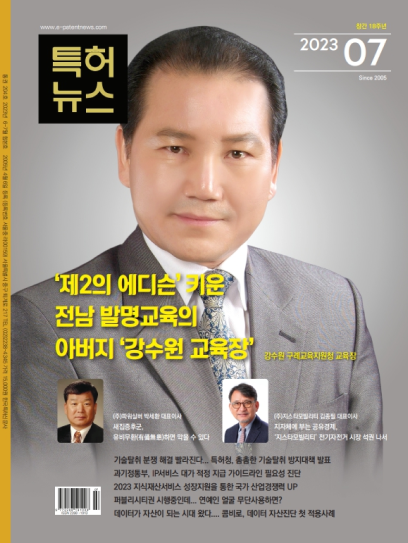 www.e-patentnews.com
창간 18주년
2023
07
Since 2005
특허
뉴스
'제2의 에디슨' 키운
전남 발명교육의
아버지 '강수원 교육장'
강수원 구례교육지원청 교육장
(주)파워실버 박세환 대표이사
새집증후군,
유비무환(有備無患)하면 막을 수 있다
(주)지스타모빌리티 김종필 대표이사
지자체에 부는 공유경제,
'지스타모빌리티' 전기자전거 시장 석권 나서
기술탈취 분쟁 해결 빨라진다... 특허청, 촘촘한 기술탈취 방지대책 발표
과기정통부, IP서비스 대가 적정 지급 가이드라인 필요성 진단
2023 지식재산서비스 성장지원을 통한 국가 산업경쟁력 UP
퍼블리시티권 시행중인데... 연예인 얼굴 무단사용하면?
데이터가 자산이 되는 시대 왔다.... 콤비로, 데이터 자산진단 첫 적용사례